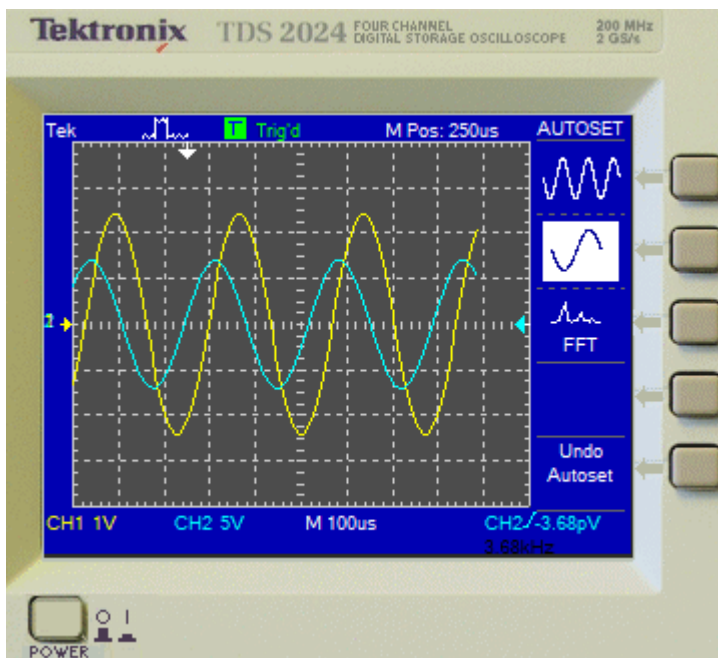 Tektronix TDS 2024 FOUR CHANNEL DIGITAL STORAGE OSCILLOSCOPE 200 MHz 2 GS/s
Tek T Trig'd M Pos: 250us AUTOSET
FFT
Undo
Autoset
CH1 1V CH2 5V M 100us CH2 -3.68pV
3.68kHz
O I
POWER